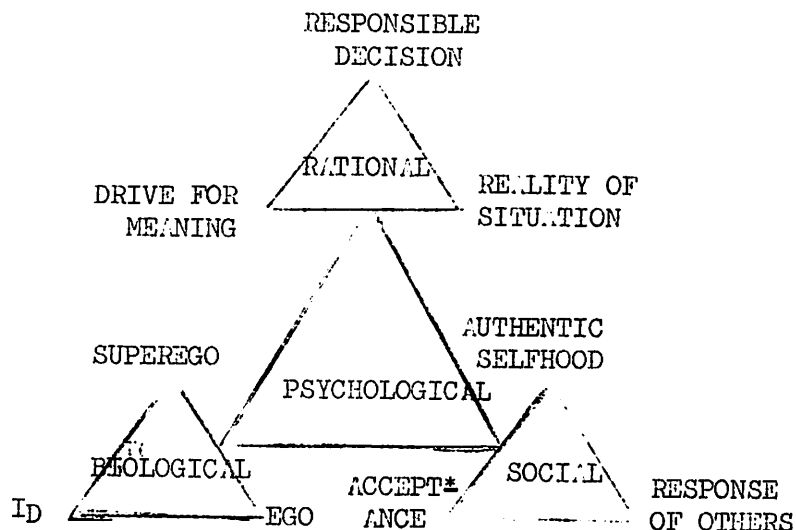 RESPONSIBLE
DECISION
RATIONAL
DRIVE FOR
MEANING
REALITY OF
SITUATION
AUTHENTIC
SELFHOOD
SUPEREGO
PSYCHOLOGICAL
BIOLOGICAL
SOCIAL
ACCEPT*
ANCE
RESPONSE
OF OTHERS
ID
EGO